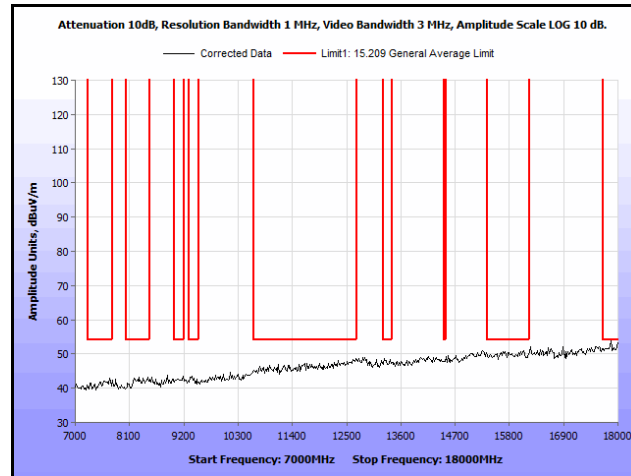 Attenuation 10dB, Resolution Bandwidth 1 MHz, Video Bandwidth 3 MHz, Amplitude Scale LOG 10 dB.
Corrected Data Limit1: 15.209 General Average Limit
130
120
110
100
90
80
70
60
50
40
30
Amplitude Units, dBuV/m
7000 8100 9200 10300 11400 12500 13600 14700 15800 16900 18000
Start Frequency: 7000MHz Stop Frequency: 18000MHz